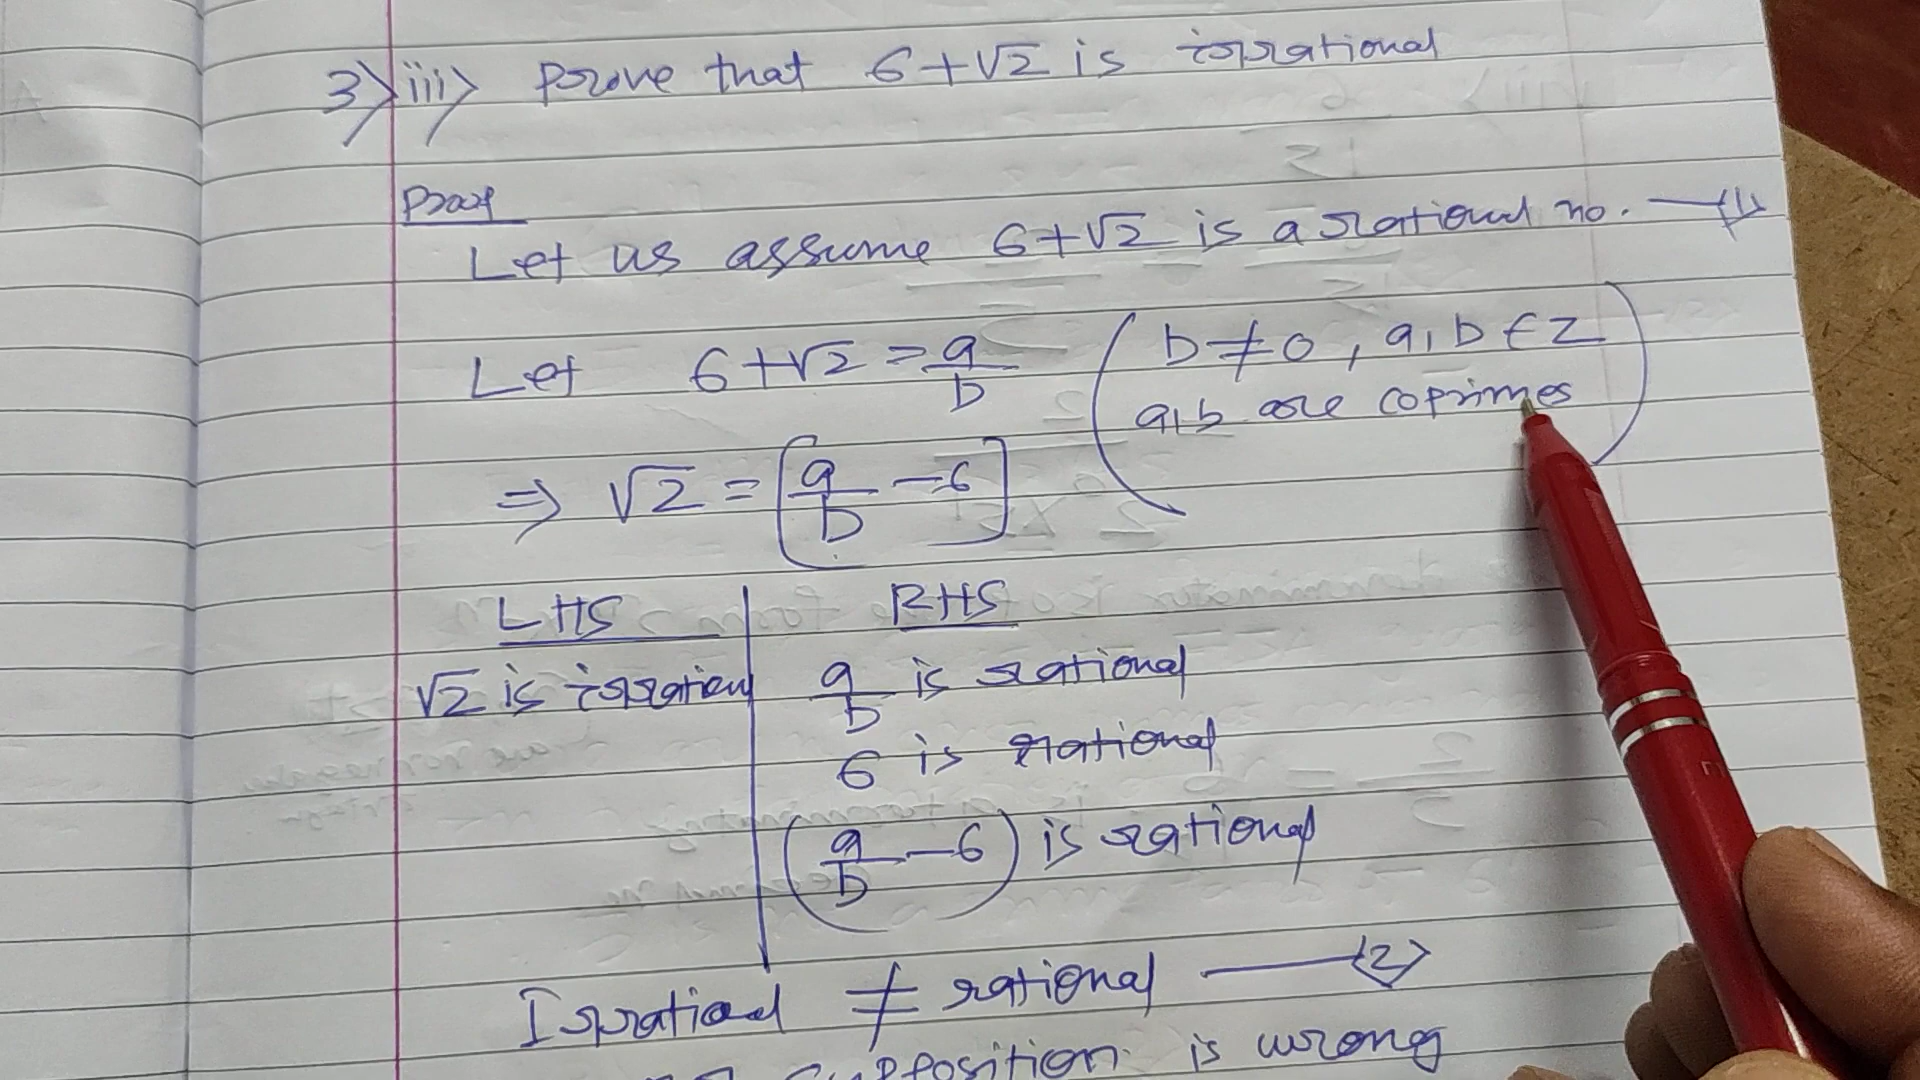 3) iii) Prove that 6+√2 is irrational
Proof
Let us assume 6+√2 is a rational no. —(1)
Let 6+√2 = a/b ( b≠0, a,b ∈ Z
a,b are coprimes )
⇒ √2 = [a/b - 6]
LHS RHS
√2 is irration a/b is rational
6 is rational
(a/b - 6) is rational
Irrational ≠ rational —(2)
supposition is wrong